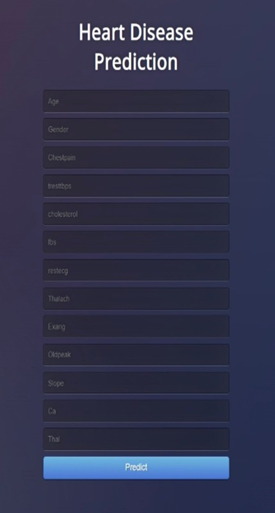 Heart Disease
Prediction
Age
Gender
Chestpain
trestbps
cholesterol
fbs
restecg
Thalach
Exang
Oldpeak
Slope
Ca
Thal
Predict